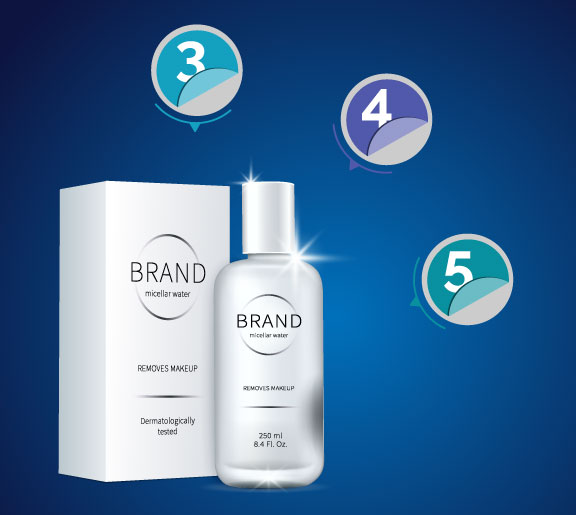 3
4
5
BRAND
micellar water
REMOVES MAKEUP
Dermatologically
tested
BRAND
micellar water
REMOVES MAKEUP
250 ml
8.4 Fl. Oz.